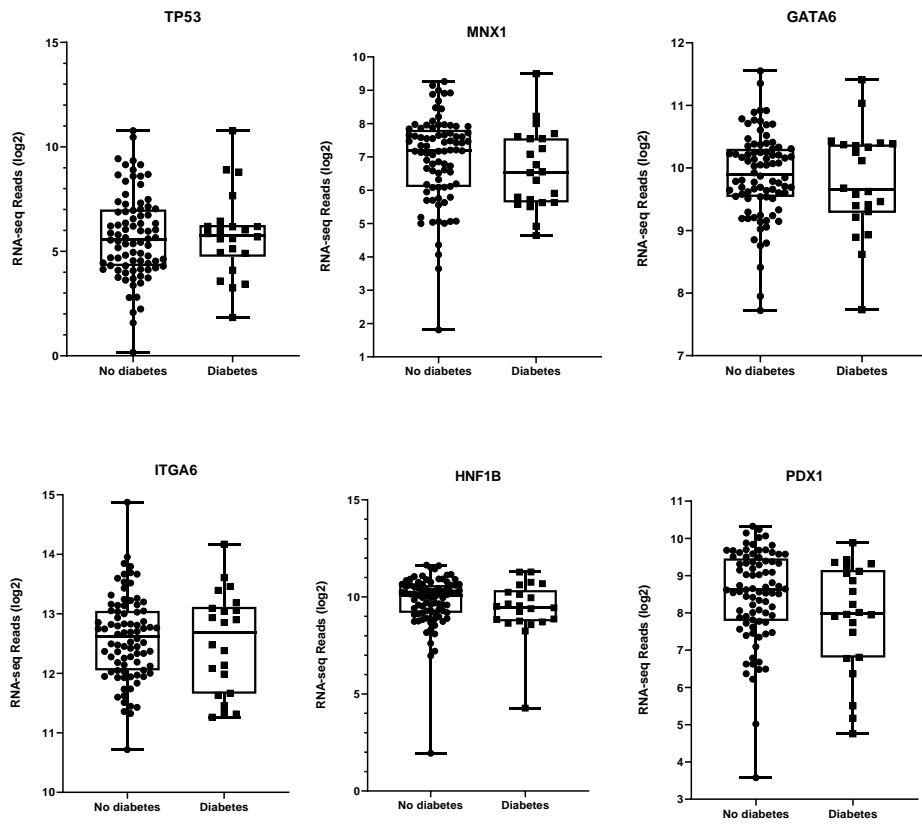 TP53
RNA-seq Reads (log2)
15
10
5
0
No diabetes Diabetes
MNX1
RNA-seq Reads (log2)
10
9
8
7
6
5
4
3
2
1
No diabetes Diabetes
GATA6
RNA-seq Reads (log2)
12
11
10
9
8
7
No diabetes Diabetes
ITGA6
RNA-seq Reads (log2)
15
14
13
12
11
10
No diabetes Diabetes
HNF1B
RNA-seq Reads (log2)
15
10
5
0
No diabetes Diabetes
PDX1
RNA-seq Reads (log2)
11
10
9
8
7
6
5
4
3
No diabetes Diabetes